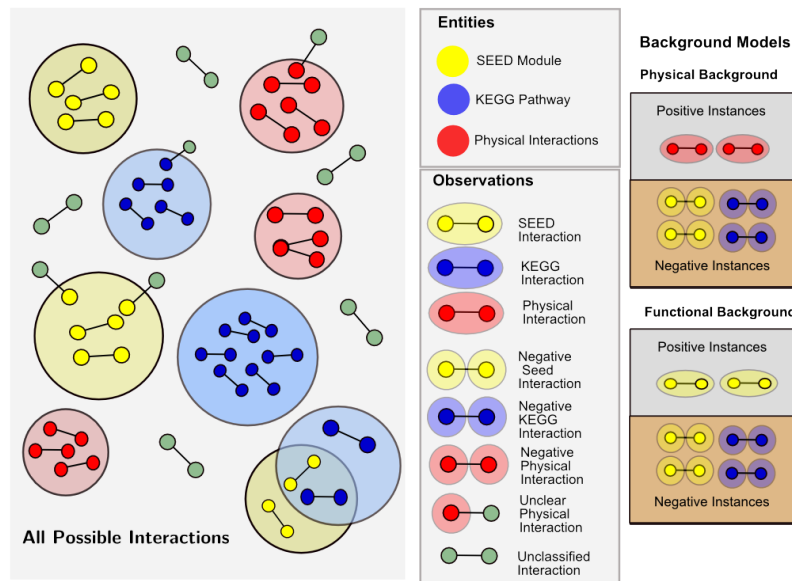 All Possible Interactions
Entities
SEED Module
KEGG Pathway
Physical Interactions
Observations
SEED
Interaction
KEGG
Interaction
Physical
Interaction
Negative
Seed
Interaction
Negative
KEGG
Interaction
Negative
Physical
Interaction
Unclear
Physical
Interaction
Unclassified
Interaction
Background Models
Physical Background
Positive Instances
Negative Instances
Functional Background
Positive Instances
Negative Instances